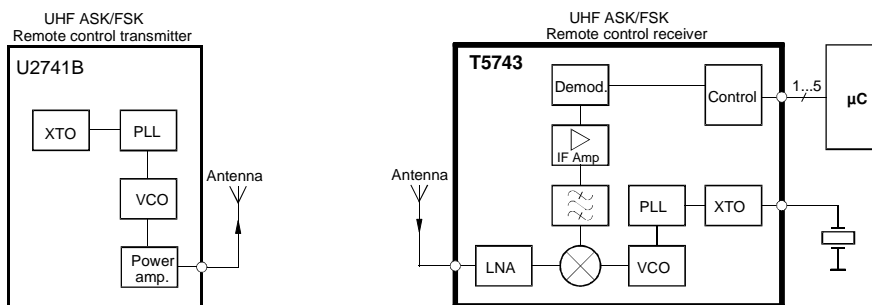 UHF ASK/FSK
Remote control transmitter
U2741B
XTO
PLL
VCO
Power
amp.
Antenna
UHF ASK/FSK
Remote control receiver
T5743
Demod.
Control
1...5
µC
IF Amp
Antenna
PLL
XTO
LNA
VCO